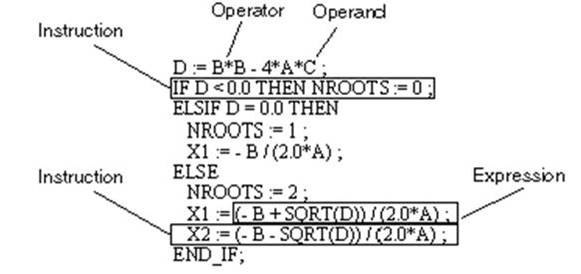 Operator Operand
Instruction
D := B*B - 4*A*C ;
IF D < 0.0 THEN NROOTS := 0 ;
ELSIF D = 0.0 THEN
NROOTS := 1 ;
X1 := - B / (2.0*A) ;
ELSE
Instruction Expression
NROOTS := 2 ;
X1 := (- B + SQRT(D)) / (2.0*A) ;
X2 := (- B - SQRT(D)) / (2.0*A) ;
END_IF;